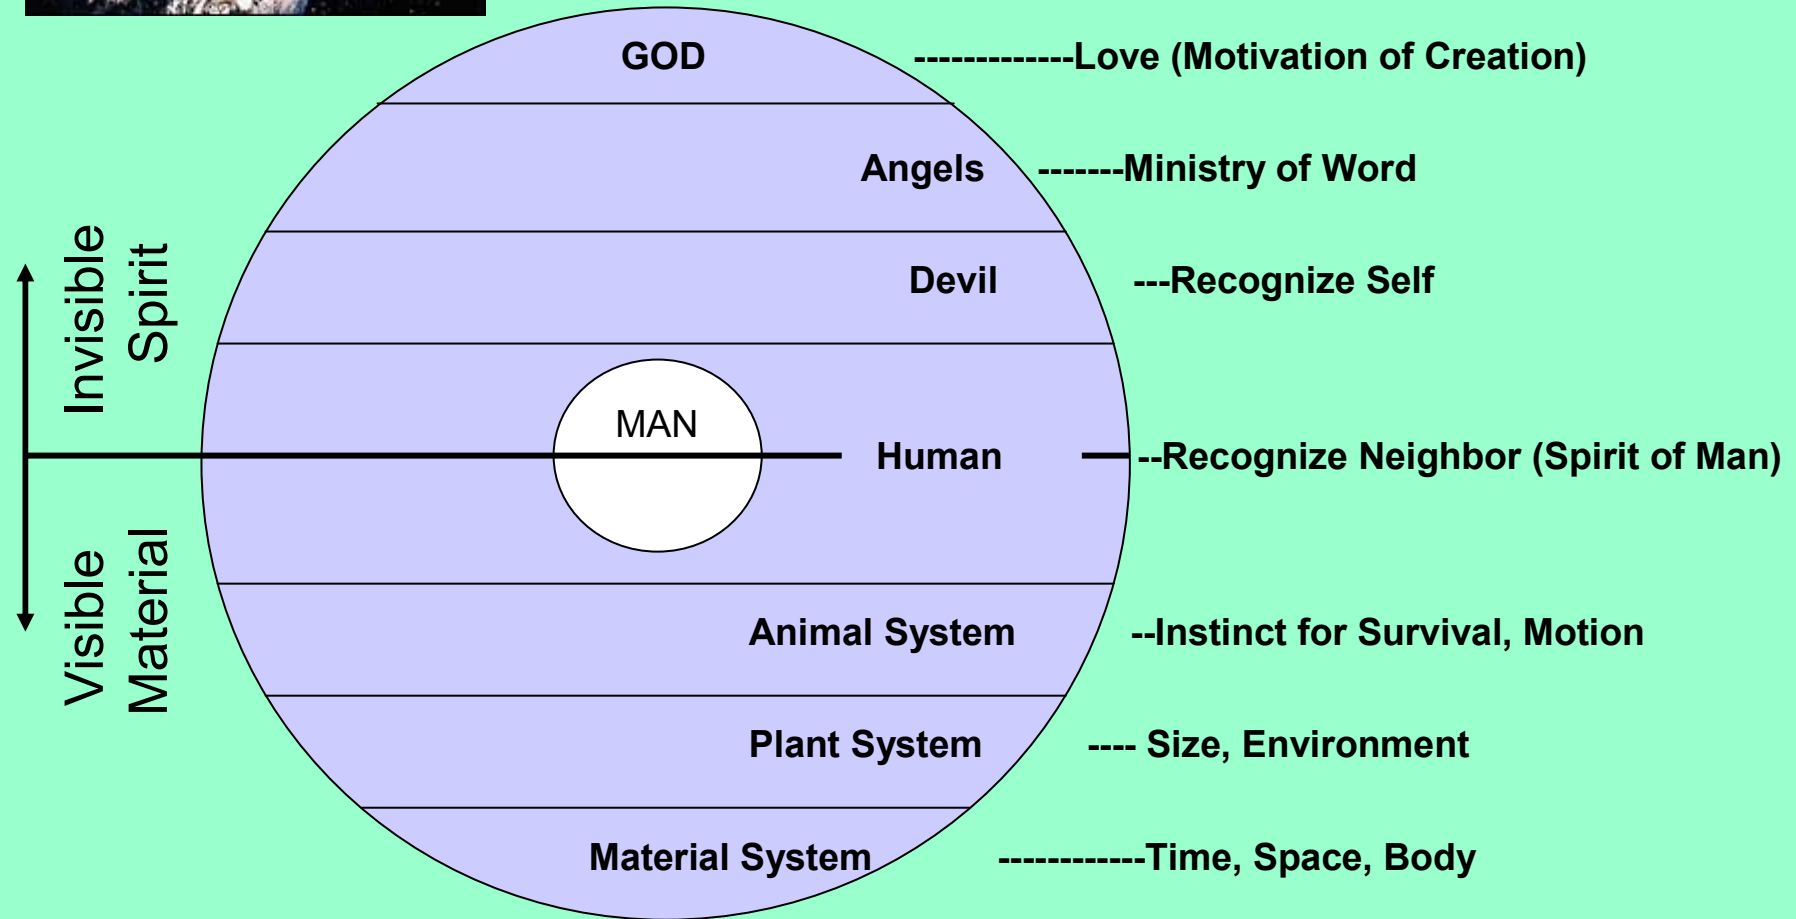 GOD -------------Love (Motivation of Creation)
Angels -------Ministry of Word
Devil ---Recognize Self
Invisible
Spirit
MAN
Human --Recognize Neighbor (Spirit of Man)
Visible
Material
Animal System --Instinct for Survival, Motion
Plant System ---- Size, Environment
Material System ------------Time, Space, Body